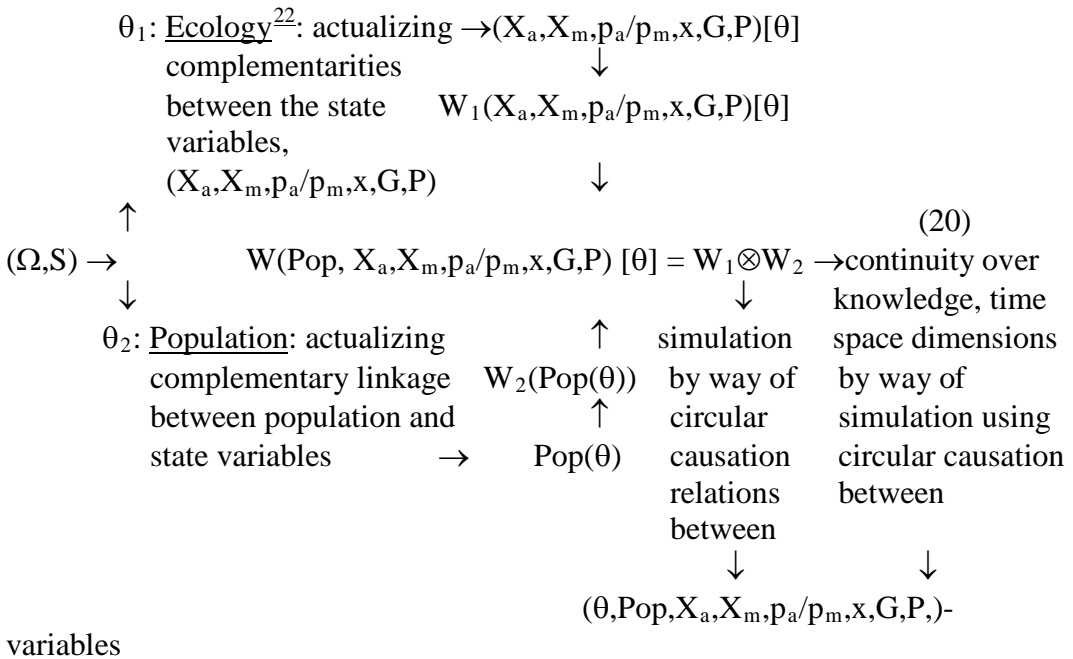 θ₁: Ecology²²: actualizing →(Xₐ,Xₘ,pₐ/pₘ,x,G,P)[θ]
complementarities ↓
between the state W₁(Xₐ,Xₘ,pₐ/pₘ,x,G,P)[θ]
variables,
(Xₐ,Xₘ,pₐ/pₘ,x,G,P) ↓
↑ (20)
(Ω,S) → W(Pop, Xₐ,Xₘ,pₐ/pₘ,x,G,P) [θ] = W₁⊗W₂ →continuity over
↓ ↓ knowledge, time
θ₂: Population: actualizing ↑ simulation space dimensions
complementary linkage W₂(Pop(θ)) by way of by way of
between population and ↑ circular simulation using
state variables → Pop(θ) causation circular causation
relations between
between
↓ ↓
(θ,Pop,Xₐ,Xₘ,pₐ/pₘ,x,G,P,)-
variables